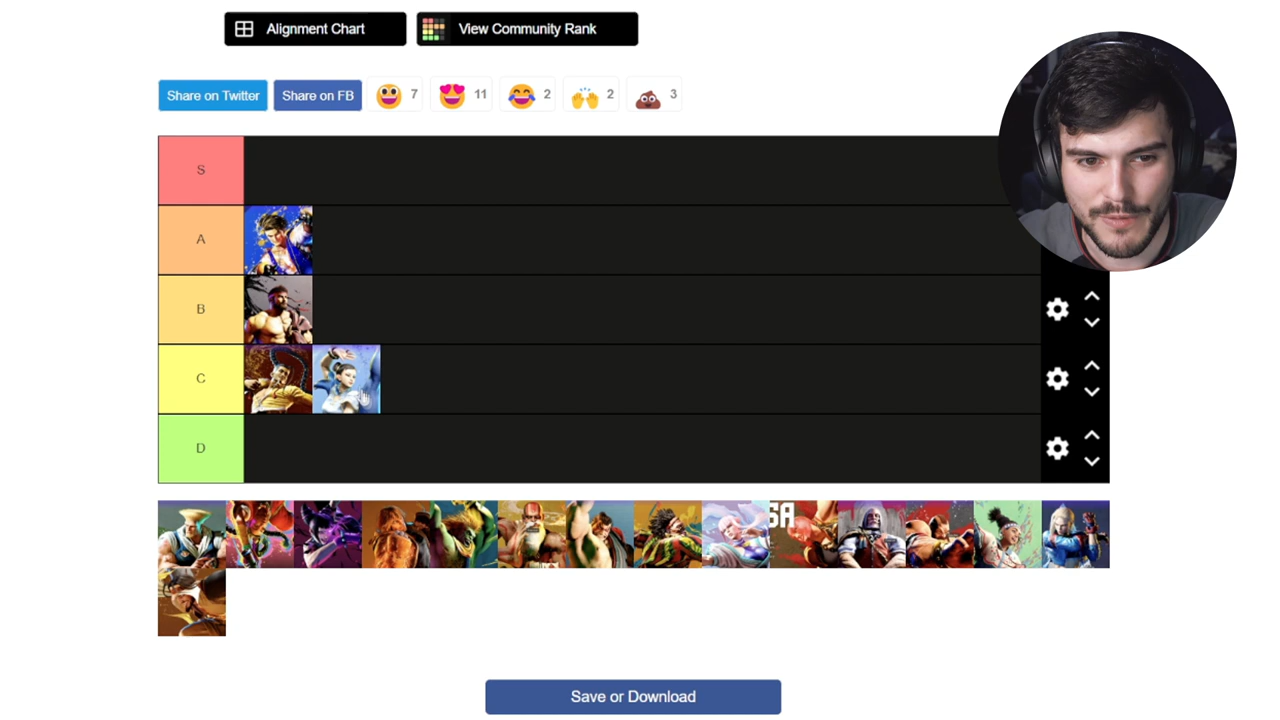 Alignment Chart
View Community Rank
Share on Twitter
Share on FB
7
11
2
2
3
S
A
B
C
D
SA
Save or Download